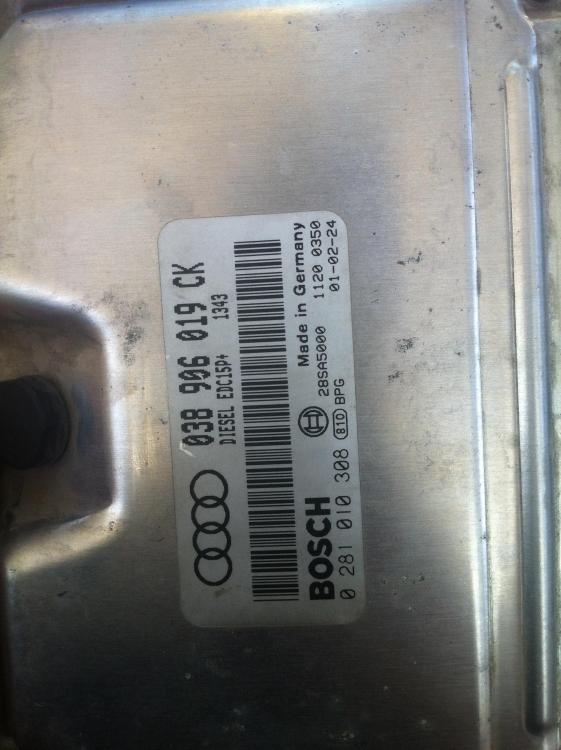 038 906 019 CK
DIESEL EDC15P+ 1343
Made in Germany
28SA5000 1120 0350
BOSCH 810 BPG 01-02-24
0 281 010 308